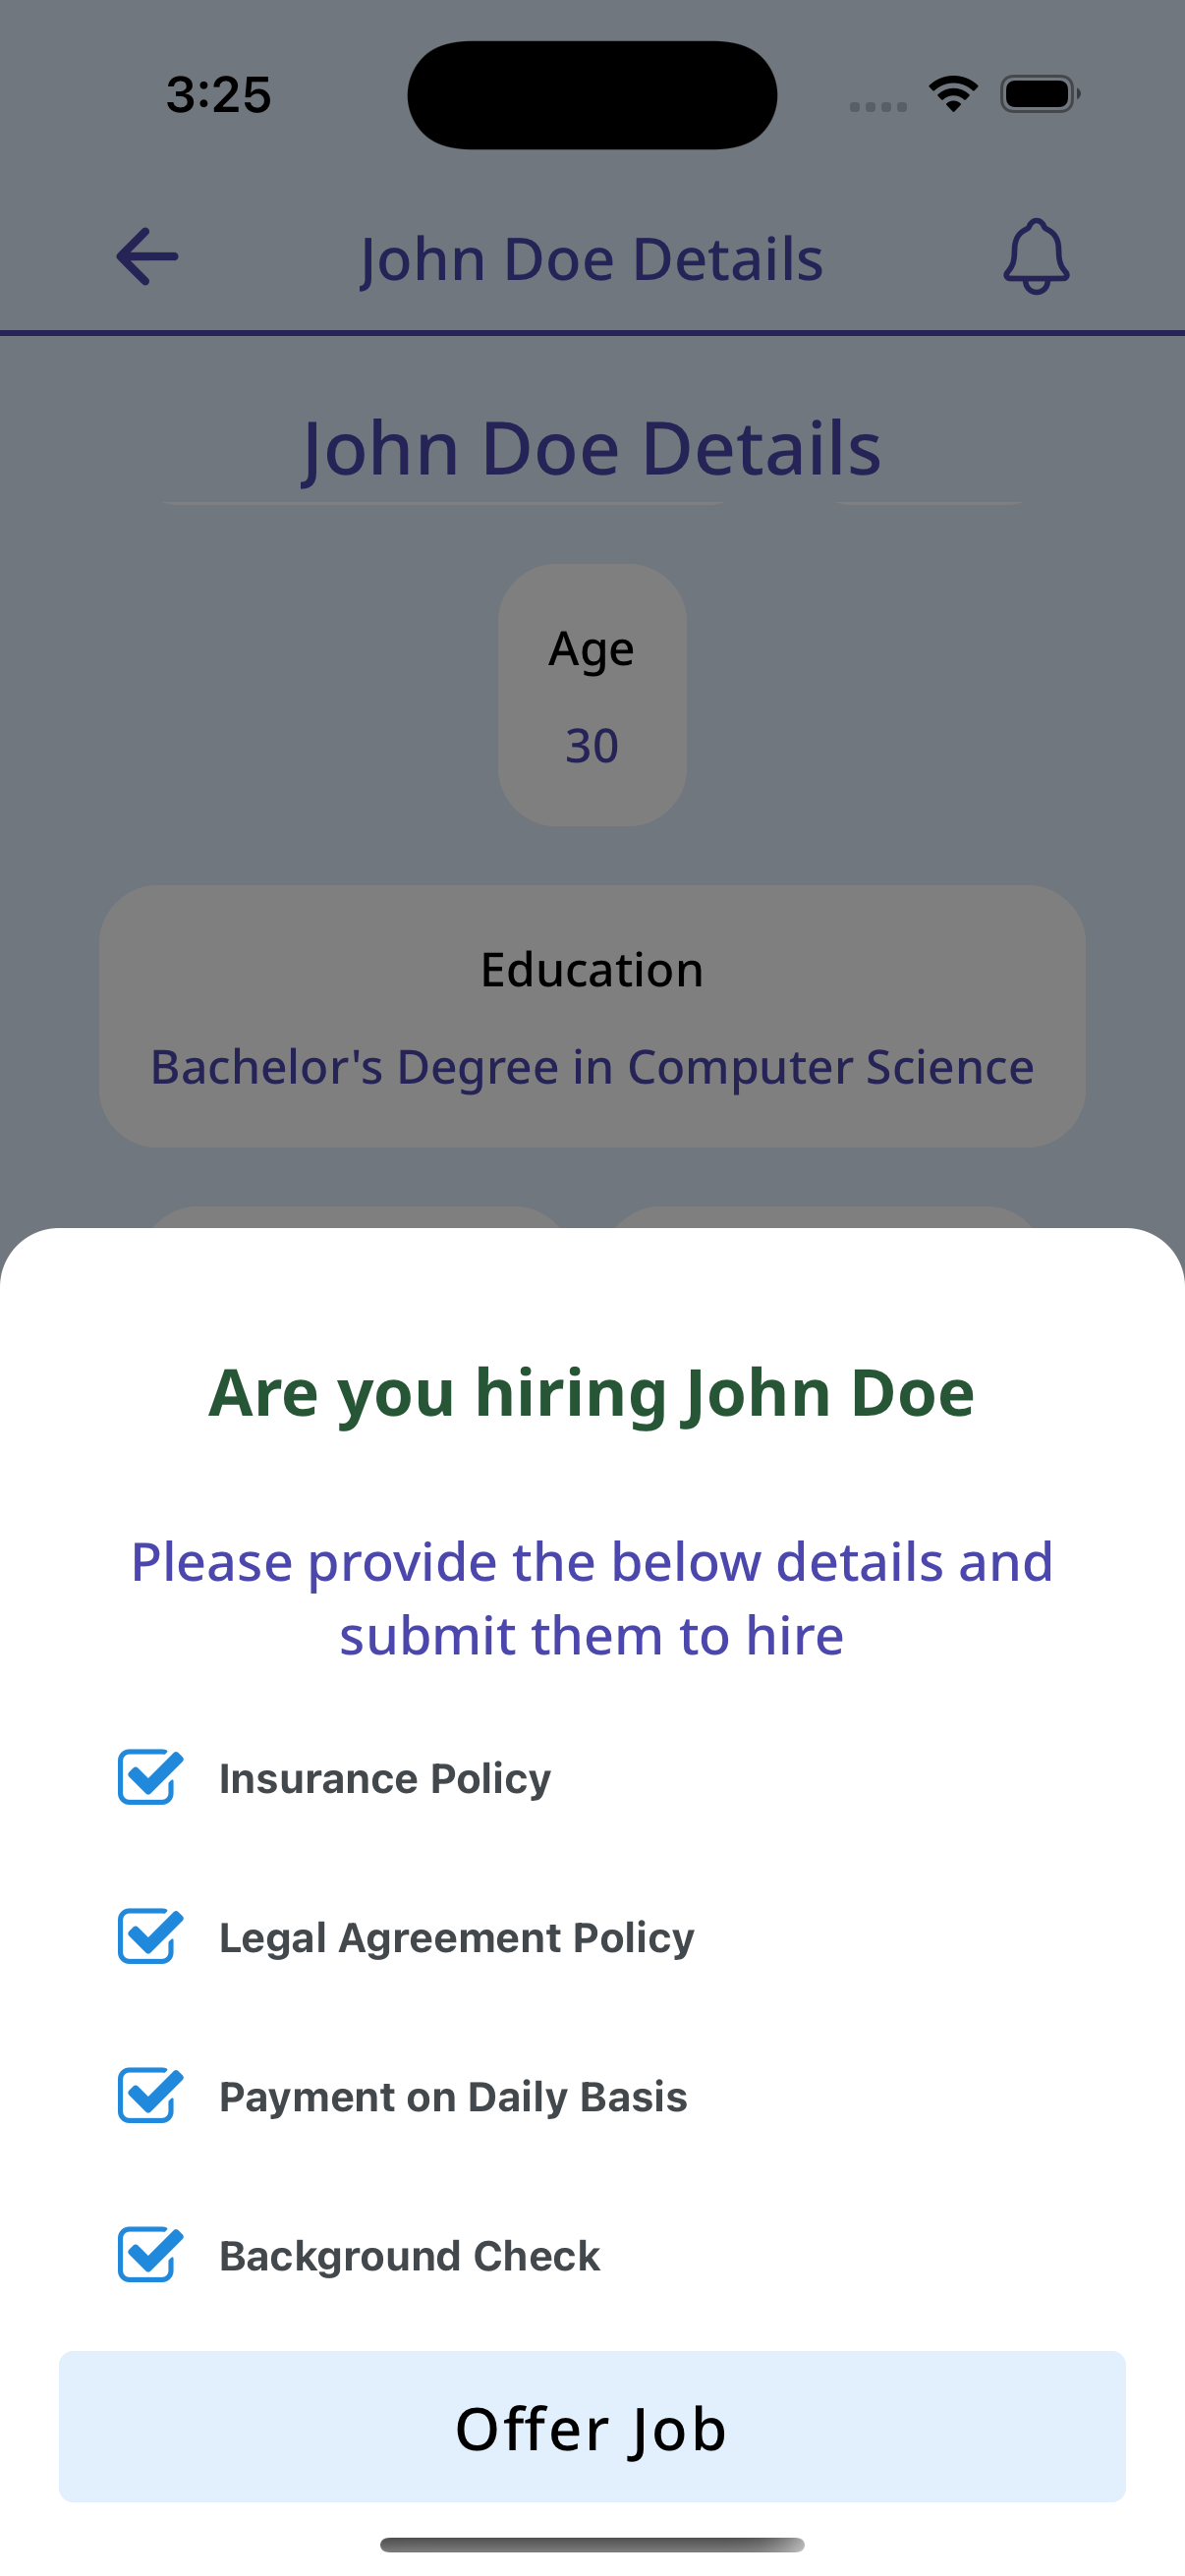 3:25
John Doe Details
John Doe Details
Age
30
Education
Bachelor's Degree in Computer Science
Are you hiring John Doe
Please provide the below details and
submit them to hire
Insurance Policy
Legal Agreement Policy
Payment on Daily Basis
Background Check
Offer Job